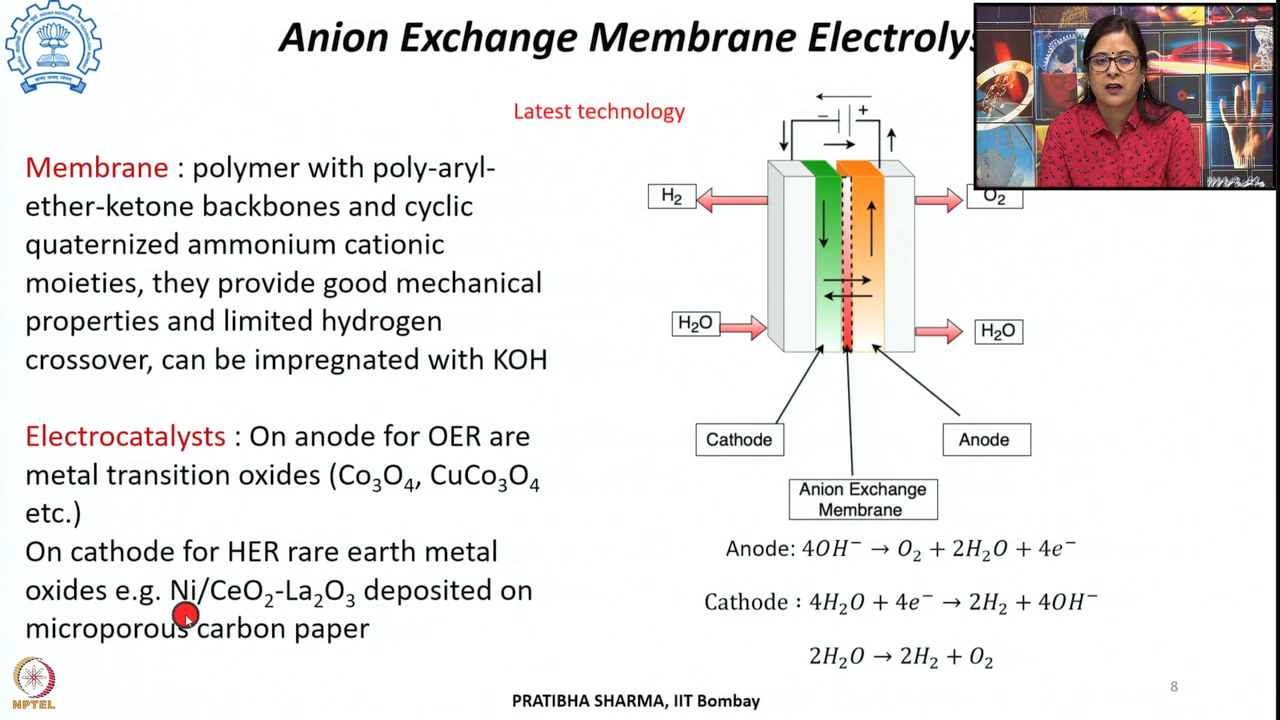 Anion Exchange Membrane
Latest technology
Membrane : polymer with poly-aryl-
ether-ketone backbones and cyclic
quaternized ammonium cationic
moieties, they provide good mechanical
properties and limited hydrogen
crossover, can be impregnated with KOH
Electrocatalysts : On anode for OER are
metal transition oxides (Co₃O₄, CuCo₃O₄
etc.)
On cathode for HER rare earth metal
oxides e.g. Ni/CeO₂-La₂O₃ deposited on
microporous carbon paper
− +
H₂
O₂
H₂O
H₂O
Cathode
Anode
Anion Exchange
Membrane
Anode: 4OH⁻ → O₂ + 2H₂O + 4e⁻
Cathode : 4H₂O + 4e⁻ → 2H₂ + 4OH⁻
2H₂O → 2H₂ + O₂
8
NPTEL
PRATIBHA SHARMA, IIT Bombay